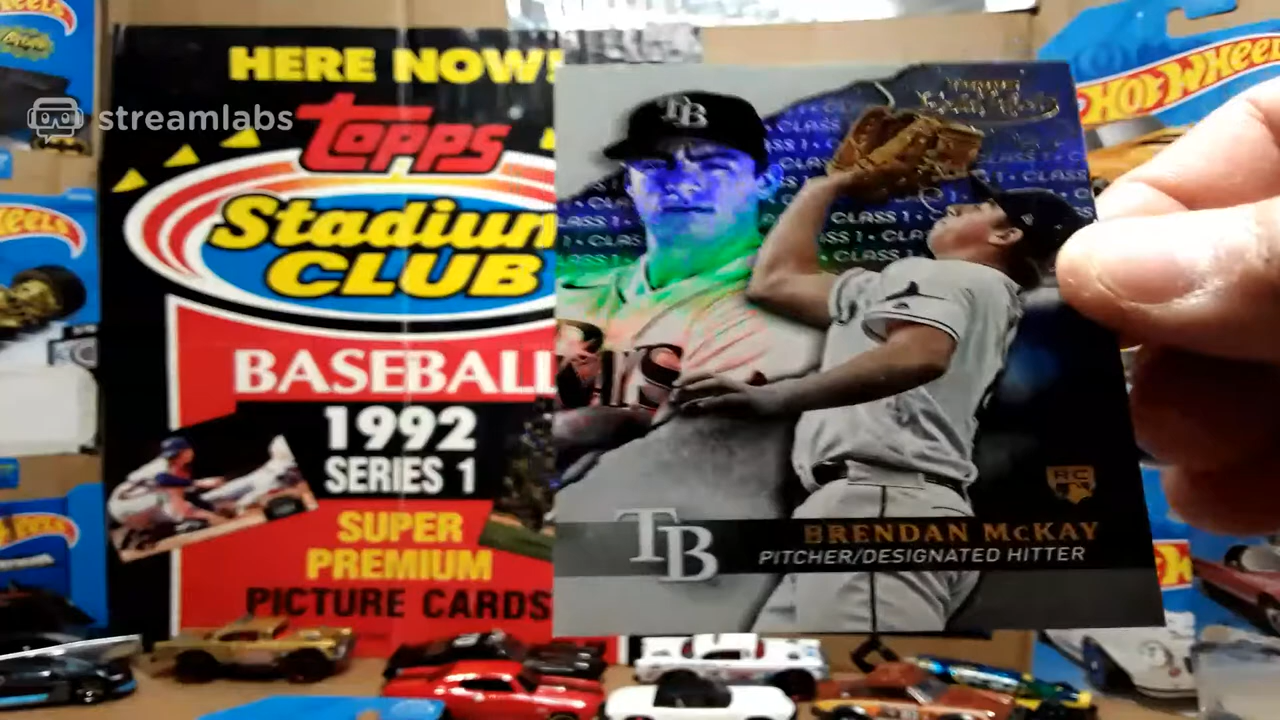 HERE NOW!
streamlabs
Topps
Stadium
CLUB
BASEBALL
1992
SERIES 1
SUPER
PREMIUM
PICTURE CARDS
HOT WHEELS
TB
CLASS 1 • CLASS
RC
TB
BRENDAN McKAY
PITCHER/DESIGNATED HITTER